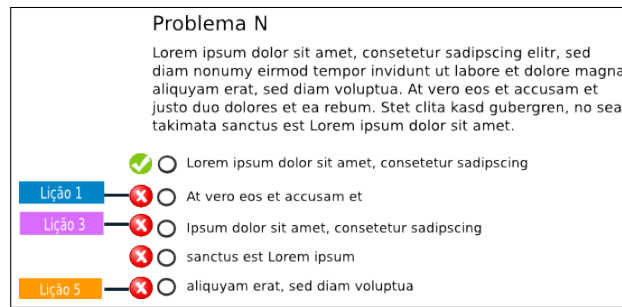 Problema N
Lorem ipsum dolor sit amet, consetetur sadipscing elitr, sed
diam nonumy eirmod tempor invidunt ut labore et dolore magna
aliquyam erat, sed diam voluptua. At vero eos et accusam et
justo duo dolores et ea rebum. Stet clita kasd gubergren, no sea
takimata sanctus est Lorem ipsum dolor sit amet.
Lorem ipsum dolor sit amet, consetetur sadipscing
Lição 1 At vero eos et accusam et
Lição 3 Ipsum dolor sit amet, consetetur sadipscing
sanctus est Lorem ipsum
Lição 5 aliquyam erat, sed diam voluptua